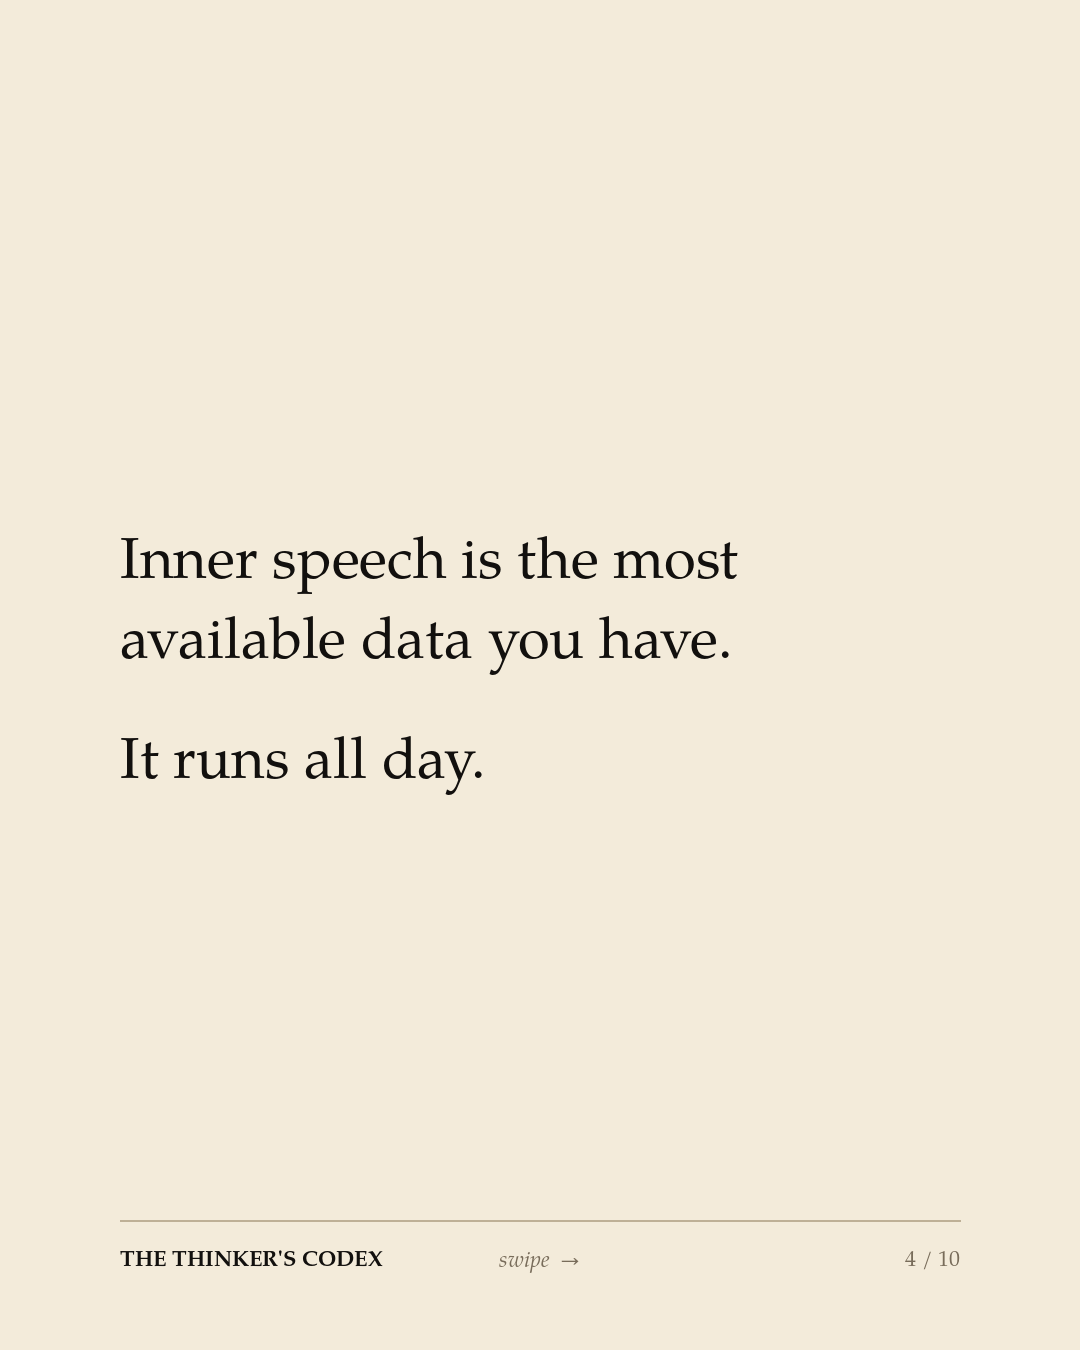 Inner speech is the most
available data you have.
It runs all day.
THE THINKER'S CODEX swipe → 4 / 10